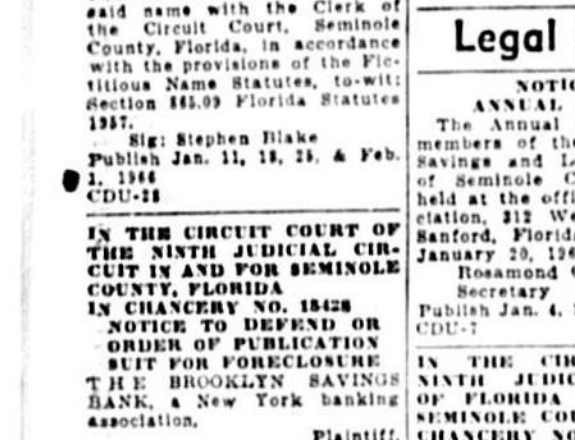 said name with the Clerk of
the Circuit Court, Seminole
County, Florida, in accordance
with the provisions of the Fic-
titious Name Statutes, to-wit:
Section 865.09 Florida Statutes
1957.
Sig: Stephen Blake
Publish Jan. 11, 18, 25, & Feb.
1, 1966
CDU-28
IN THE CIRCUIT COURT OF
THE NINTH JUDICIAL CIR-
CUIT IN AND FOR SEMINOLE
COUNTY, FLORIDA
IN CHANCERY NO. 15428
NOTICE TO DEFEND OR
ORDER OF PUBLICATION
SUIT FOR FORECLOSURE
THE BROOKLYN SAVINGS
BANK, a New York banking
association,
Plaintiff,
Legal
NOTIC
ANNUAL
The Annual
members of the
Savings and L
of Seminole C
held at the offi
ciation, 312 We
Sanford, Florid
January 20, 196
Rosamond
Secretary
Publish Jan. 4,
CDU-7
IN THE CIR
NINTH JUDIC
OF FLORIDA
SEMINOLE COU
CHANCERY NO